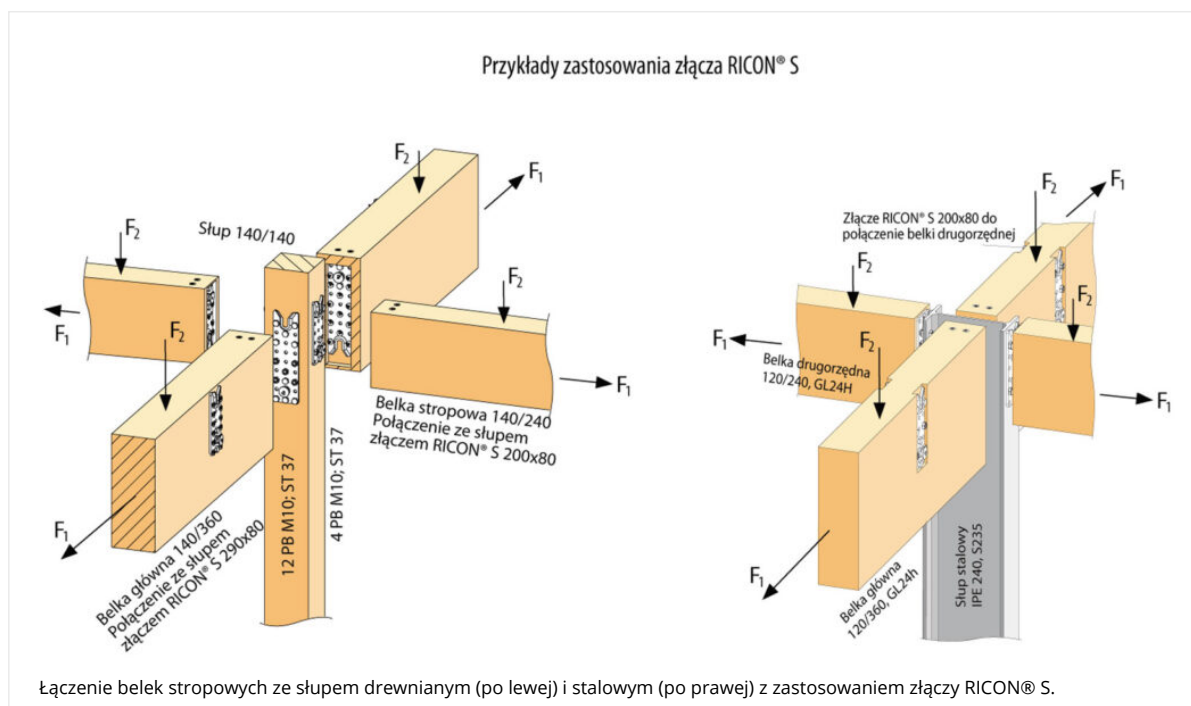 Przykłady zastosowania złącza RICON® S
F₂
F₁
Słup 140/140
F₂
F₂
F₁
F₂
F₁
Belka stropowa 140/240
Połączenie ze słupem
złączem RICON® S 200x80
12 PB M10; ST 37
4 PB M10; ST 37
F₁
Belka główna 140/360
Połączenie ze słupem
złączem RICON® S 290x80
F₂
F₁
Złącze RICON® S 200x80 do
połączenie belki drugorzędnej
F₂
F₂
F₁
F₂
Belka drugorzędna
120/240, GL24H
F₁
F₁
Belka główna
120/360, GL24h
Słup stalowy
IPE 240, S235
Łączenie belek stropowych ze słupem drewnianym (po lewej) i stalowym (po prawej) z zastosowaniem złączy RICON® S.